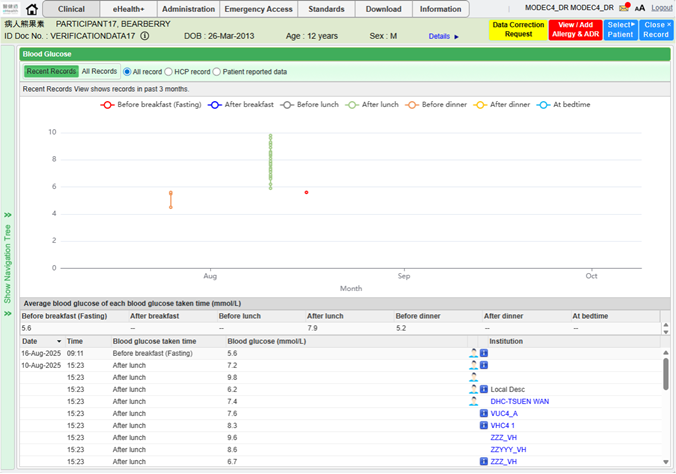 Clinical eHealth+ Administration Emergency Access Standards Download Information MODEC4_DR MODEC4_DR AA Logout
病人熊果素 PARTICIPANT17, BEARBERRY
ID Doc No. : VERIFICATIONDATA17 DOB : 26-Mar-2013 Age : 12 years Sex : M Details ▶
Data Correction Request
View / Add Allergy & ADR
Select Patient
Close × Record
Blood Glucose
Recent Records All Records All record HCP record Patient reported data
Recent Records View shows records in past 3 months.
Before breakfast (Fasting) After breakfast Before lunch After lunch Before dinner After dinner At bedtime
10
8
6
4
2
0
Aug Sep Oct
Month
>> Show Navigation Tree >>
Average blood glucose of each blood glucose taken time (mmol/L)
Before breakfast (Fasting) After breakfast Before lunch After lunch Before dinner After dinner At bedtime
5.6 -- -- 7.9 5.2 -- --
Date Time Blood glucose taken time Blood glucose (mmol/L) Institution
16-Aug-2025 09:11 Before breakfast (Fasting) 5.6
10-Aug-2025 15:23 After lunch 7.2
15:23 After lunch 9.8
15:23 After lunch 6.2 Local Desc
15:23 After lunch 7.4 DHC-TSUEN WAN
15:23 After lunch 7.6 VUC4_A
15:23 After lunch 8.3 VHC4 1
15:23 After lunch 9.6 ZZZ_VH
15:23 After lunch 8.6 ZZYYY_VH
15:23 After lunch 6.7 ZZZ_VH